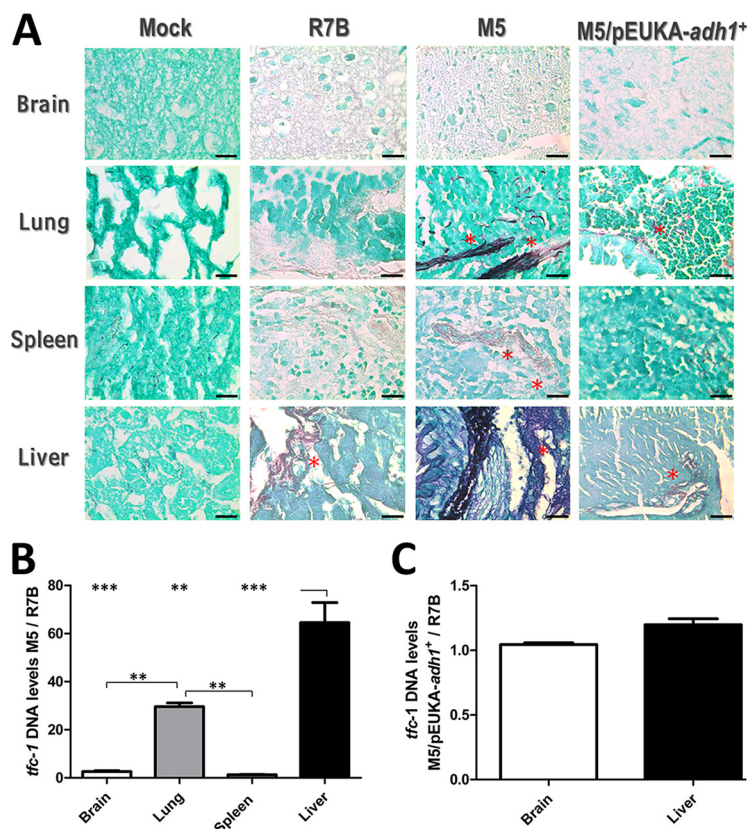 A
Mock R7B M5 M5/pEUKA-adh1⁺
Brain
*
Lung * * *
Spleen * *
Liver * * *
B
tfc-1 DNA levels M5 / R7B
80
60
40
20
0
*** ** ***
** **
Brain Lung Spleen Liver
C
tfc-1 DNA levels
M5/pEUKA-adh1⁺ / R7B
1.5
1.0
0.5
0.0
Brain Liver